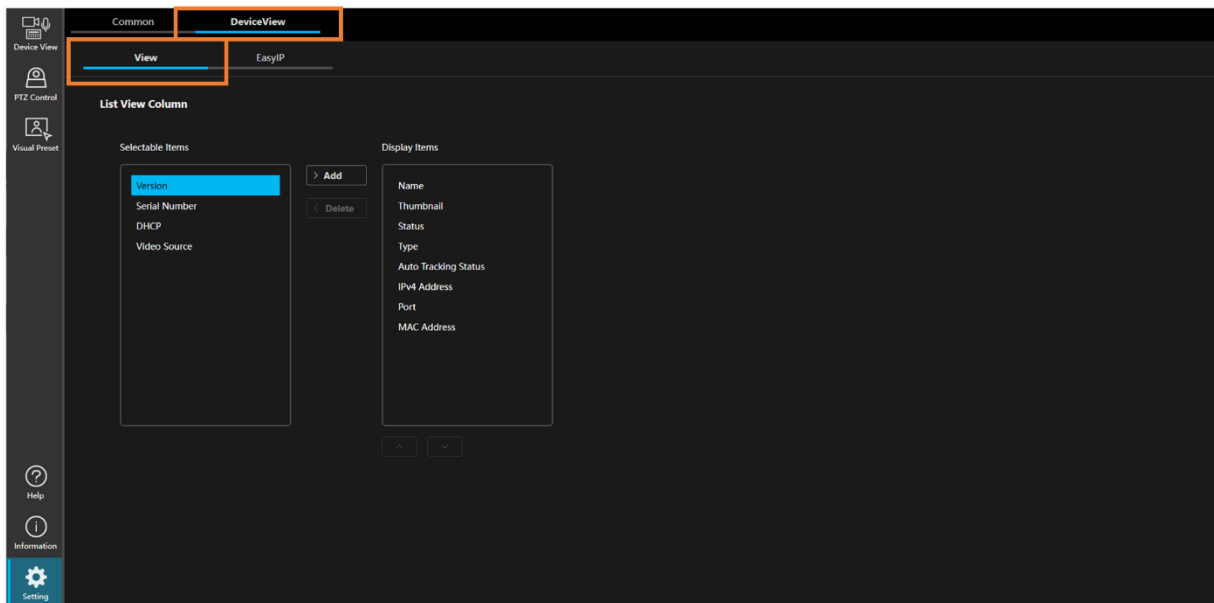 Device View
PTZ Control
Visual Preset
Help
Information
Setting
Common
DeviceView
View
EasyIP
List View Column
Selectable Items
Version
Serial Number
DHCP
Video Source
> Add
< Delete
Display Items
Name
Thumbnail
Status
Type
Auto Tracking Status
IPv4 Address
Port
MAC Address